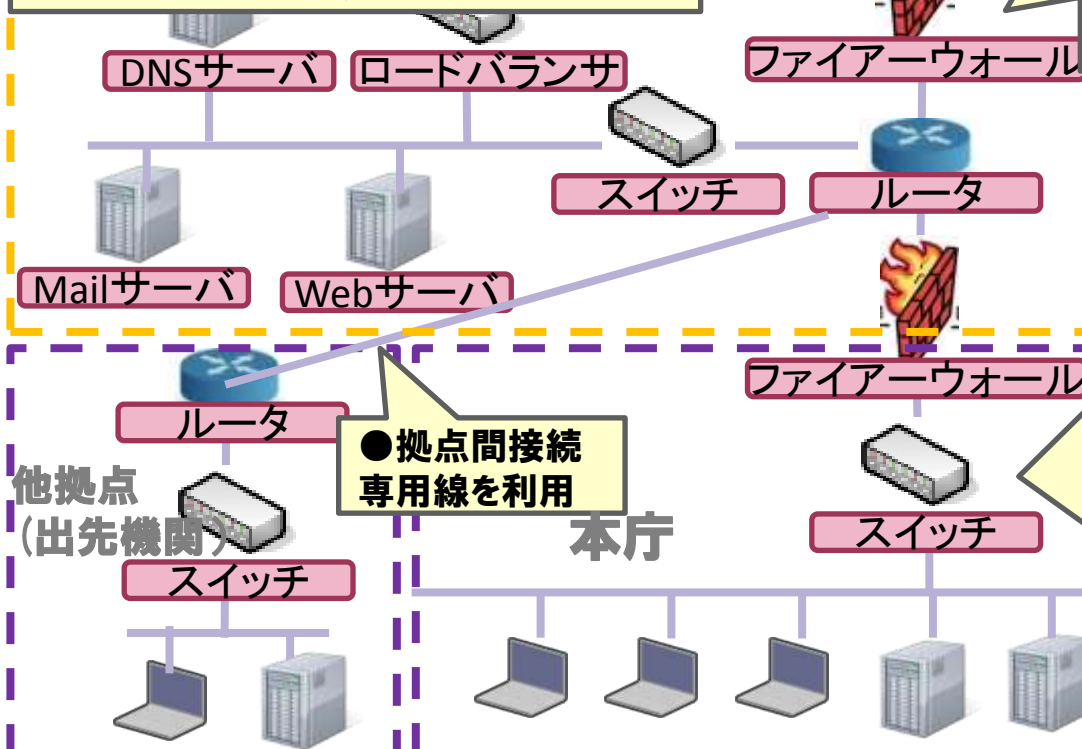 DNSサーバ
ロードバランサ
ファイアーウォール
スイッチ
ルータ
Mailサーバ
Webサーバ
ファイアーウォール
ルータ
●拠点間接続
専用線を利用
他拠点
（出先機関）
スイッチ
本庁
スイッチ